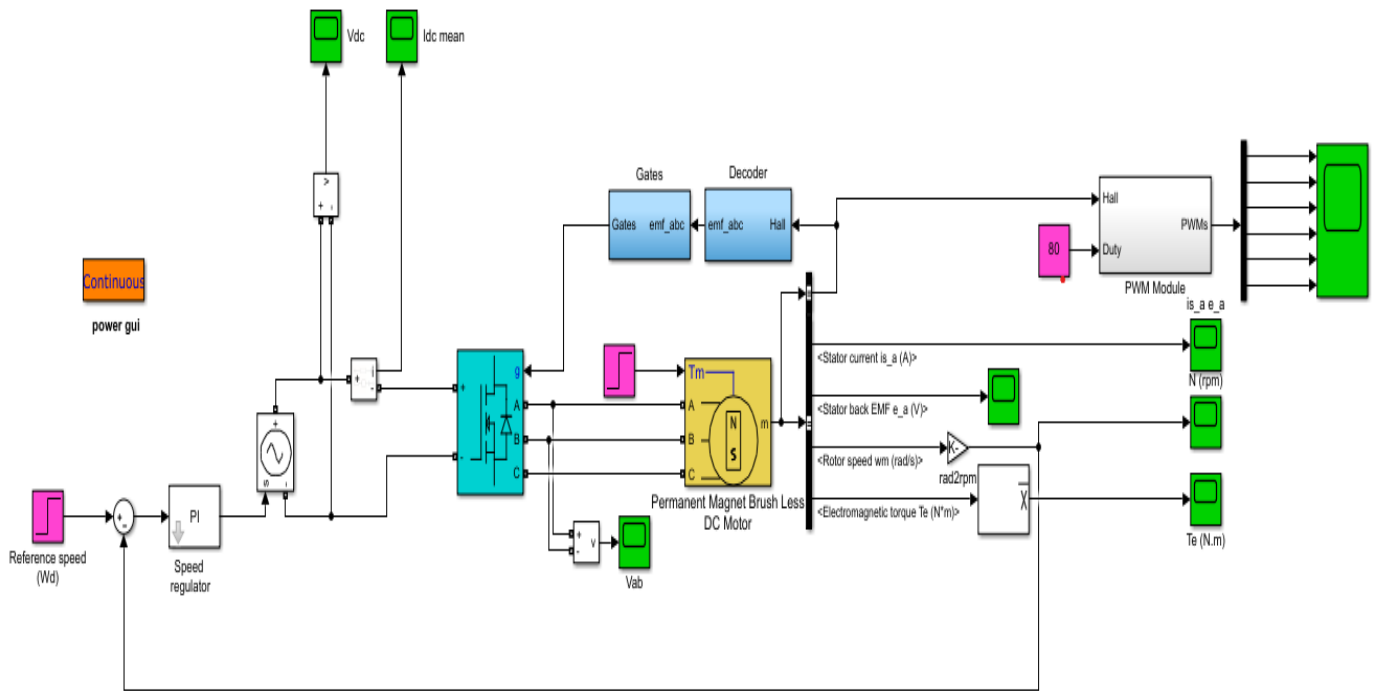 Vdc
Idc mean
v
+ -
Gates
Decoder
Gates
emf_abc
emf_abc
Hall
Hall
Duty
PWMs
PWM Module
80
Continuous
power gui
is_a e_a
<Stator current is_a (A)>
N (rpm)
+
i
-
+
g
A
B
C
-
Tm
A
B
C
N
S
m
<Stator back EMF e_a (V)>
<Rotor speed wm (rad/s)>
K-
rad2rpm
+
s
-
Permanent Magnet Brush Less
DC Motor
<Electromagnetic torque Te (N*m)>
X
Te (N.m)
Reference speed
(Wd)
+
-
PI
Speed
regulator
+
-
v
Vab